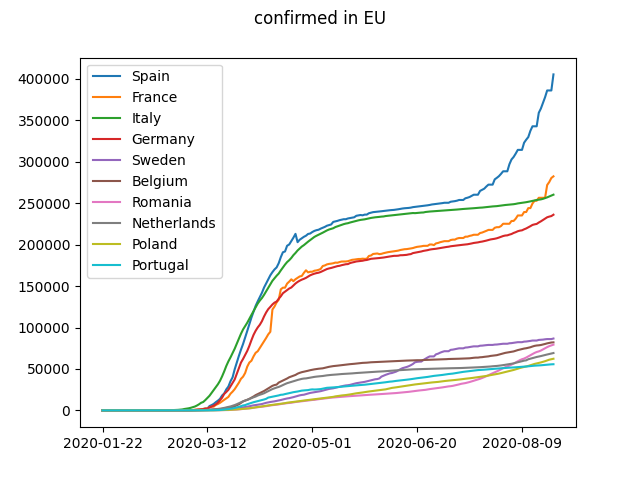 confirmed in EU
400000
350000
300000
250000
200000
150000
100000
50000
0
Spain
France
Italy
Germany
Sweden
Belgium
Romania
Netherlands
Poland
Portugal
2020-01-22 2020-03-12 2020-05-01 2020-06-20 2020-08-09